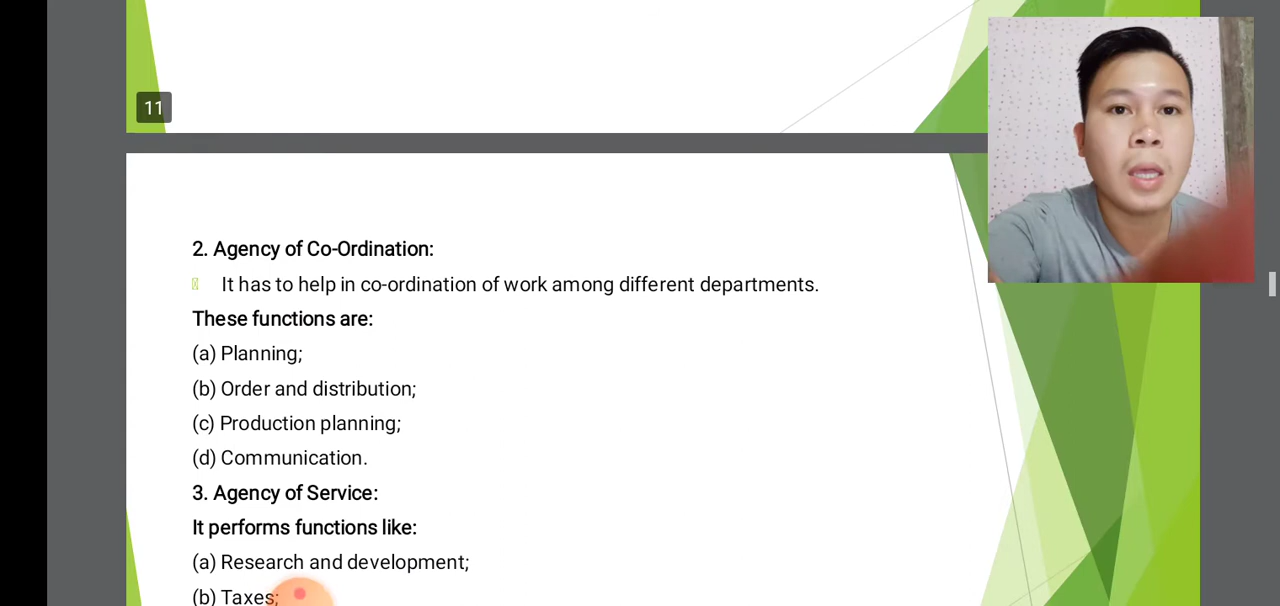 11
2. Agency of Co-Ordination:
It has to help in co-ordination of work among different departments.
These functions are:
(a) Planning;
(b) Order and distribution;
(c) Production planning;
(d) Communication.
3. Agency of Service:
It performs functions like:
(a) Research and development;
(b) Taxes;